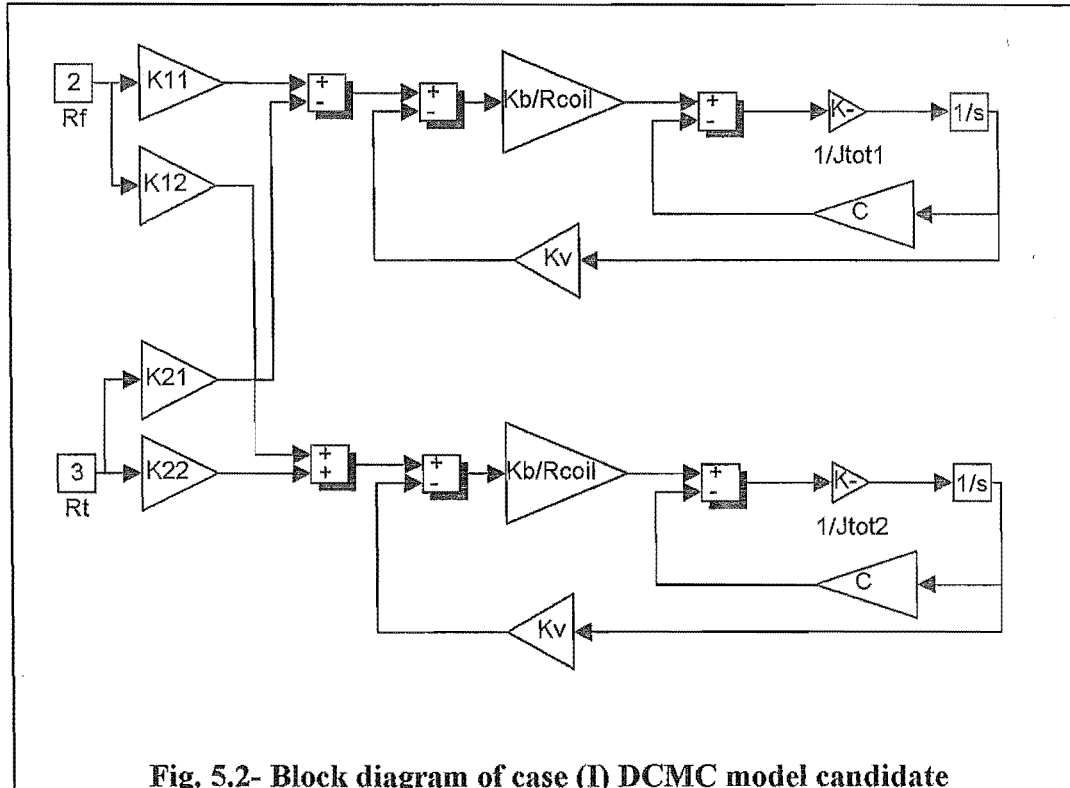 2
Rf
K11
+
-
+
-
Kb/Rcoil
+
-
K-
1/Jtot1
1/s
K12
C
Kv
K21
3
Rt
K22
+
+
+
-
Kb/Rcoil
+
-
K-
1/Jtot2
1/s
C
Kv
Fig. 5.2- Block diagram of case (I) DCMC model candidate